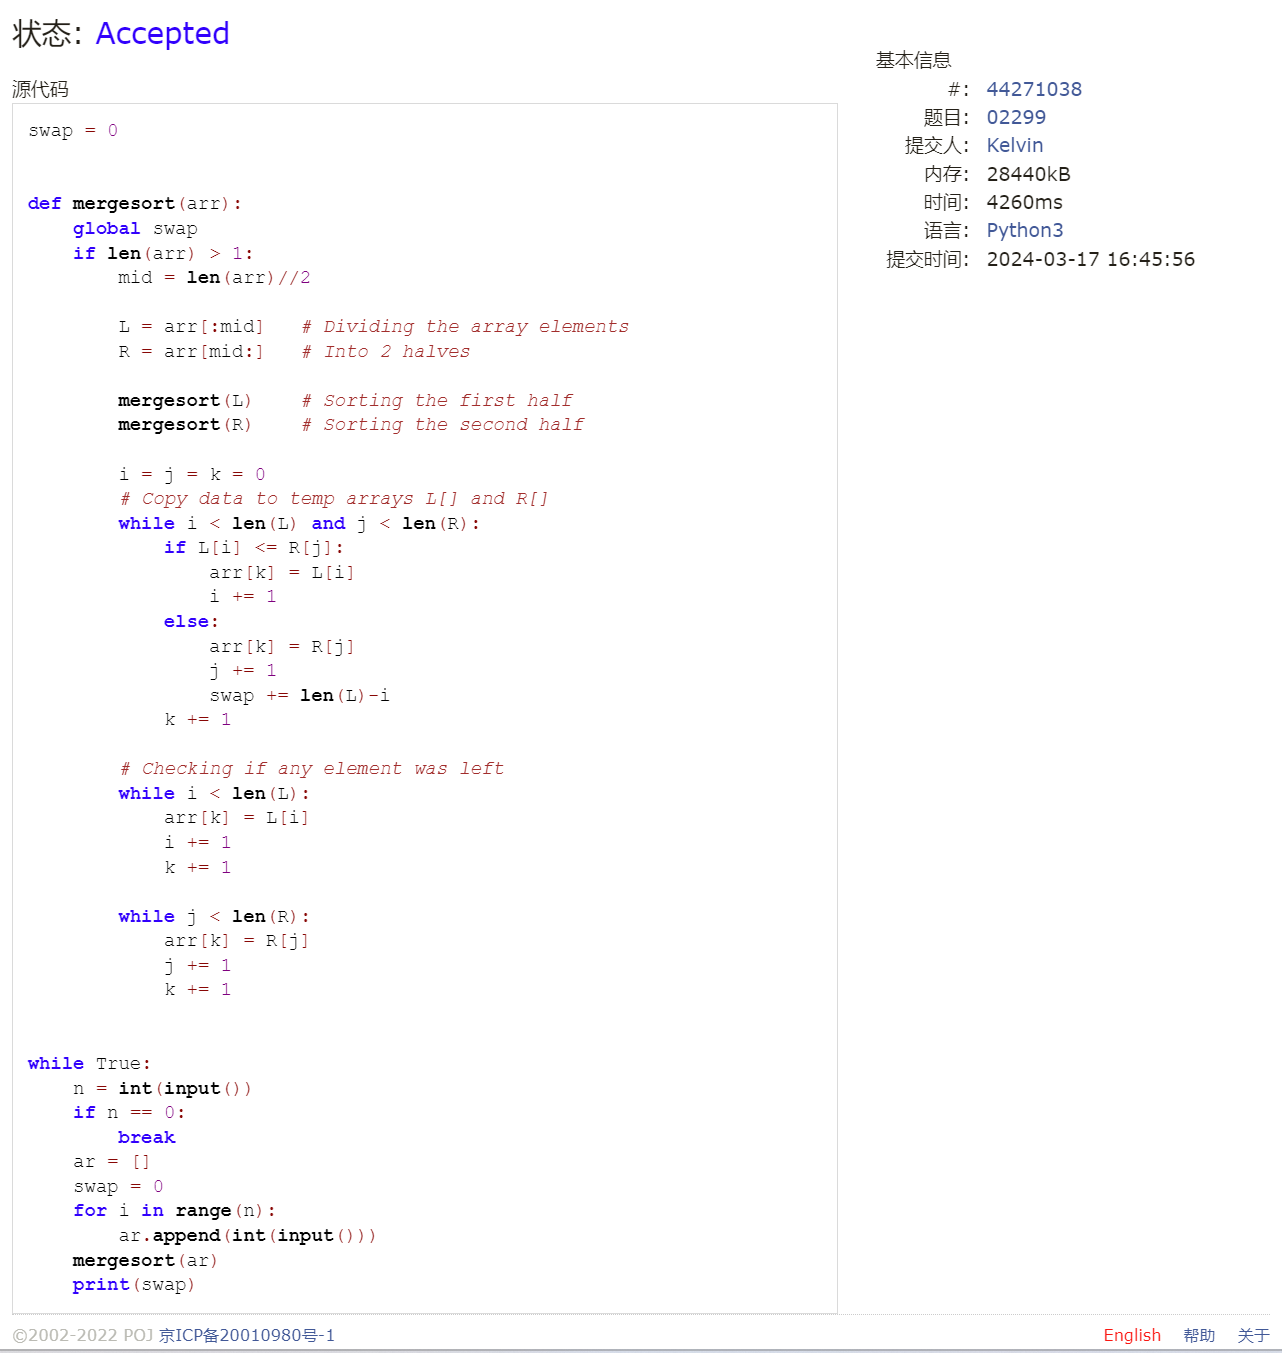 状态: Accepted
源代码
swap = 0
def mergesort(arr):
    global swap
    if len(arr) > 1:
        mid = len(arr)//2
        L = arr[:mid]   # Dividing the array elements
        R = arr[mid:]   # Into 2 halves
        mergesort(L)    # Sorting the first half
        mergesort(R)    # Sorting the second half
        i = j = k = 0
        # Copy data to temp arrays L[] and R[]
        while i < len(L) and j < len(R):
            if L[i] <= R[j]:
                arr[k] = L[i]
                i += 1
            else:
                arr[k] = R[j]
                j += 1
                swap += len(L)-i
            k += 1
        # Checking if any element was left
        while i < len(L):
            arr[k] = L[i]
            i += 1
            k += 1
        while j < len(R):
            arr[k] = R[j]
            j += 1
            k += 1
while True:
    n = int(input())
    if n == 0:
        break
    ar = []
    swap = 0
    for i in range(n):
        ar.append(int(input()))
    mergesort(ar)
    print(swap)
基本信息
#: 44271038
题目: 02299
提交人: Kelvin
内存: 28440kB
时间: 4260ms
语言: Python3
提交时间: 2024-03-17 16:45:56
©2002-2022 POJ 京ICP备20010980号-1
English 帮助 关于